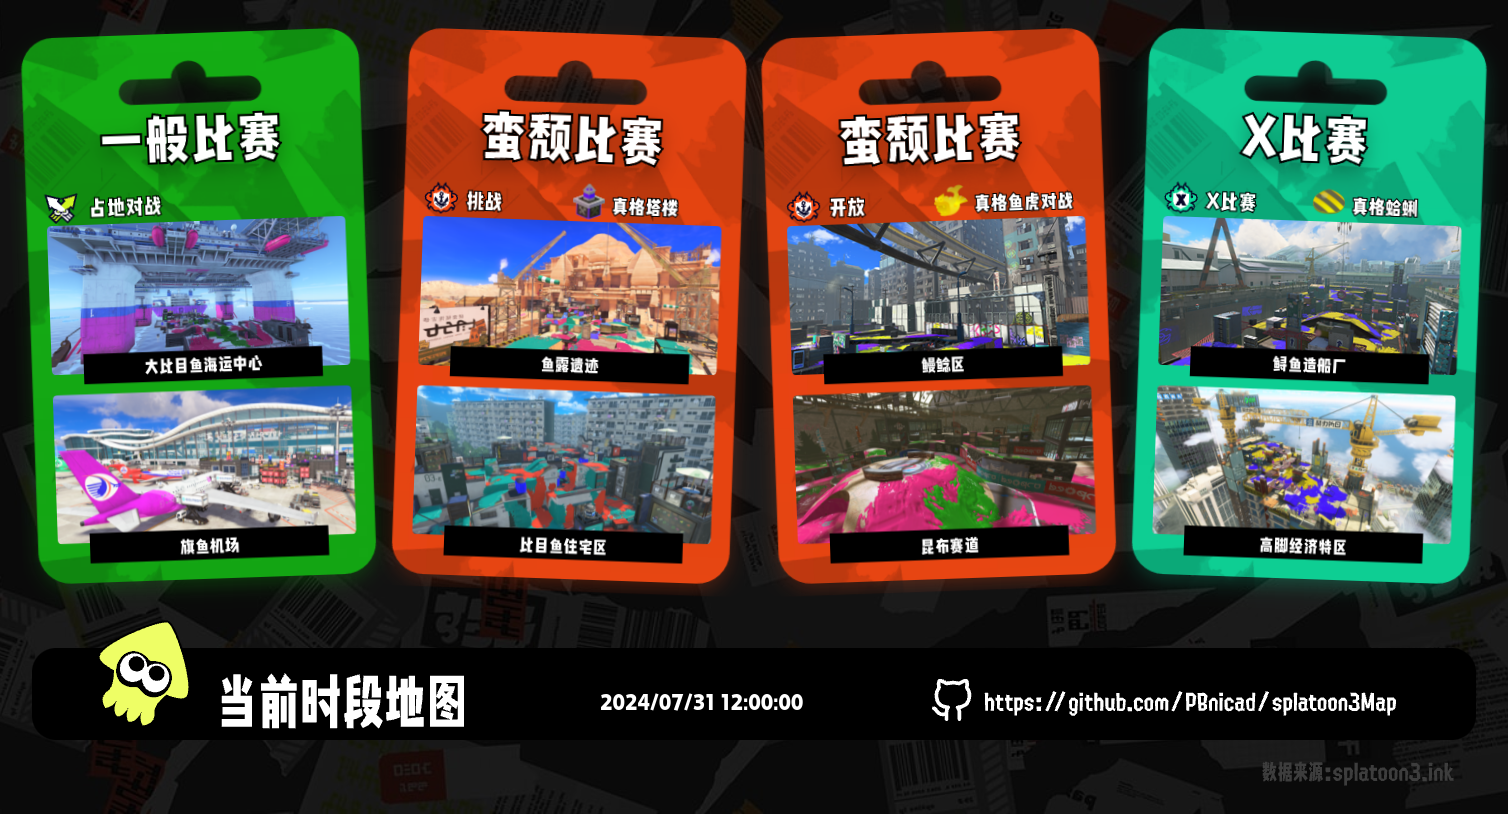 一般比赛
占地对战
大比目鱼海运中心
旗鱼机场
蛮颓比赛
挑战
真格塔楼
鱼露遗迹
比目鱼住宅区
蛮颓比赛
开放
真格鱼虎对战
鳗鲶区
昆布赛道
X比赛
X比赛
真格蛤蜊
鲟鱼造船厂
高脚经济特区
当前时段地图
2024/07/31 12:00:00
https://github.com/PBnicad/splatoon3Map
数据来源:splatoon3.ink